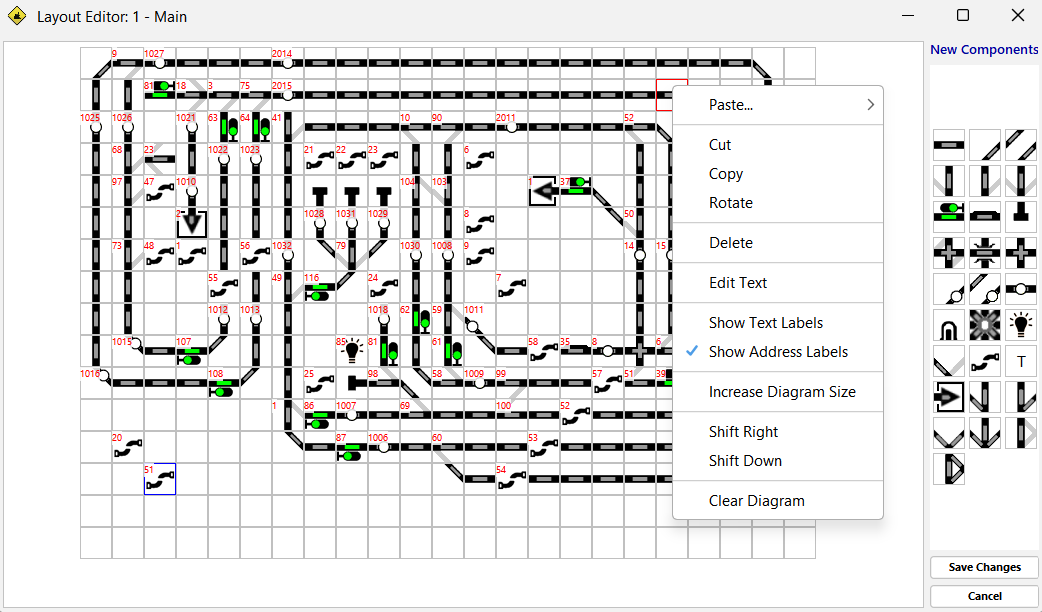 Layout Editor: 1 - Main
New Components
9 1027 2014
81 18 3 75 2015
1025 1026 1021 63 64 41 10 90 2011 52
68 23 1022 1023 21 22 23 6
97 47 1010 104 103 1 37
2 1028 1031 1029 8 50
73 48 1 56 1032 79 1030 1008 9 14 15
55 49 116 24 7
1012 1013 1018 62 59 1011
1015 107 85 81 61 58 35 8 6
1016 108 25 98 58 1009 99 57 51 39
1 86 1007 69 100 52
20 87 1006 60 53
51 54
Paste...
Cut
Copy
Rotate
Delete
Edit Text
Show Text Labels
Show Address Labels
Increase Diagram Size
Shift Right
Shift Down
Clear Diagram
T
Save Changes
Cancel